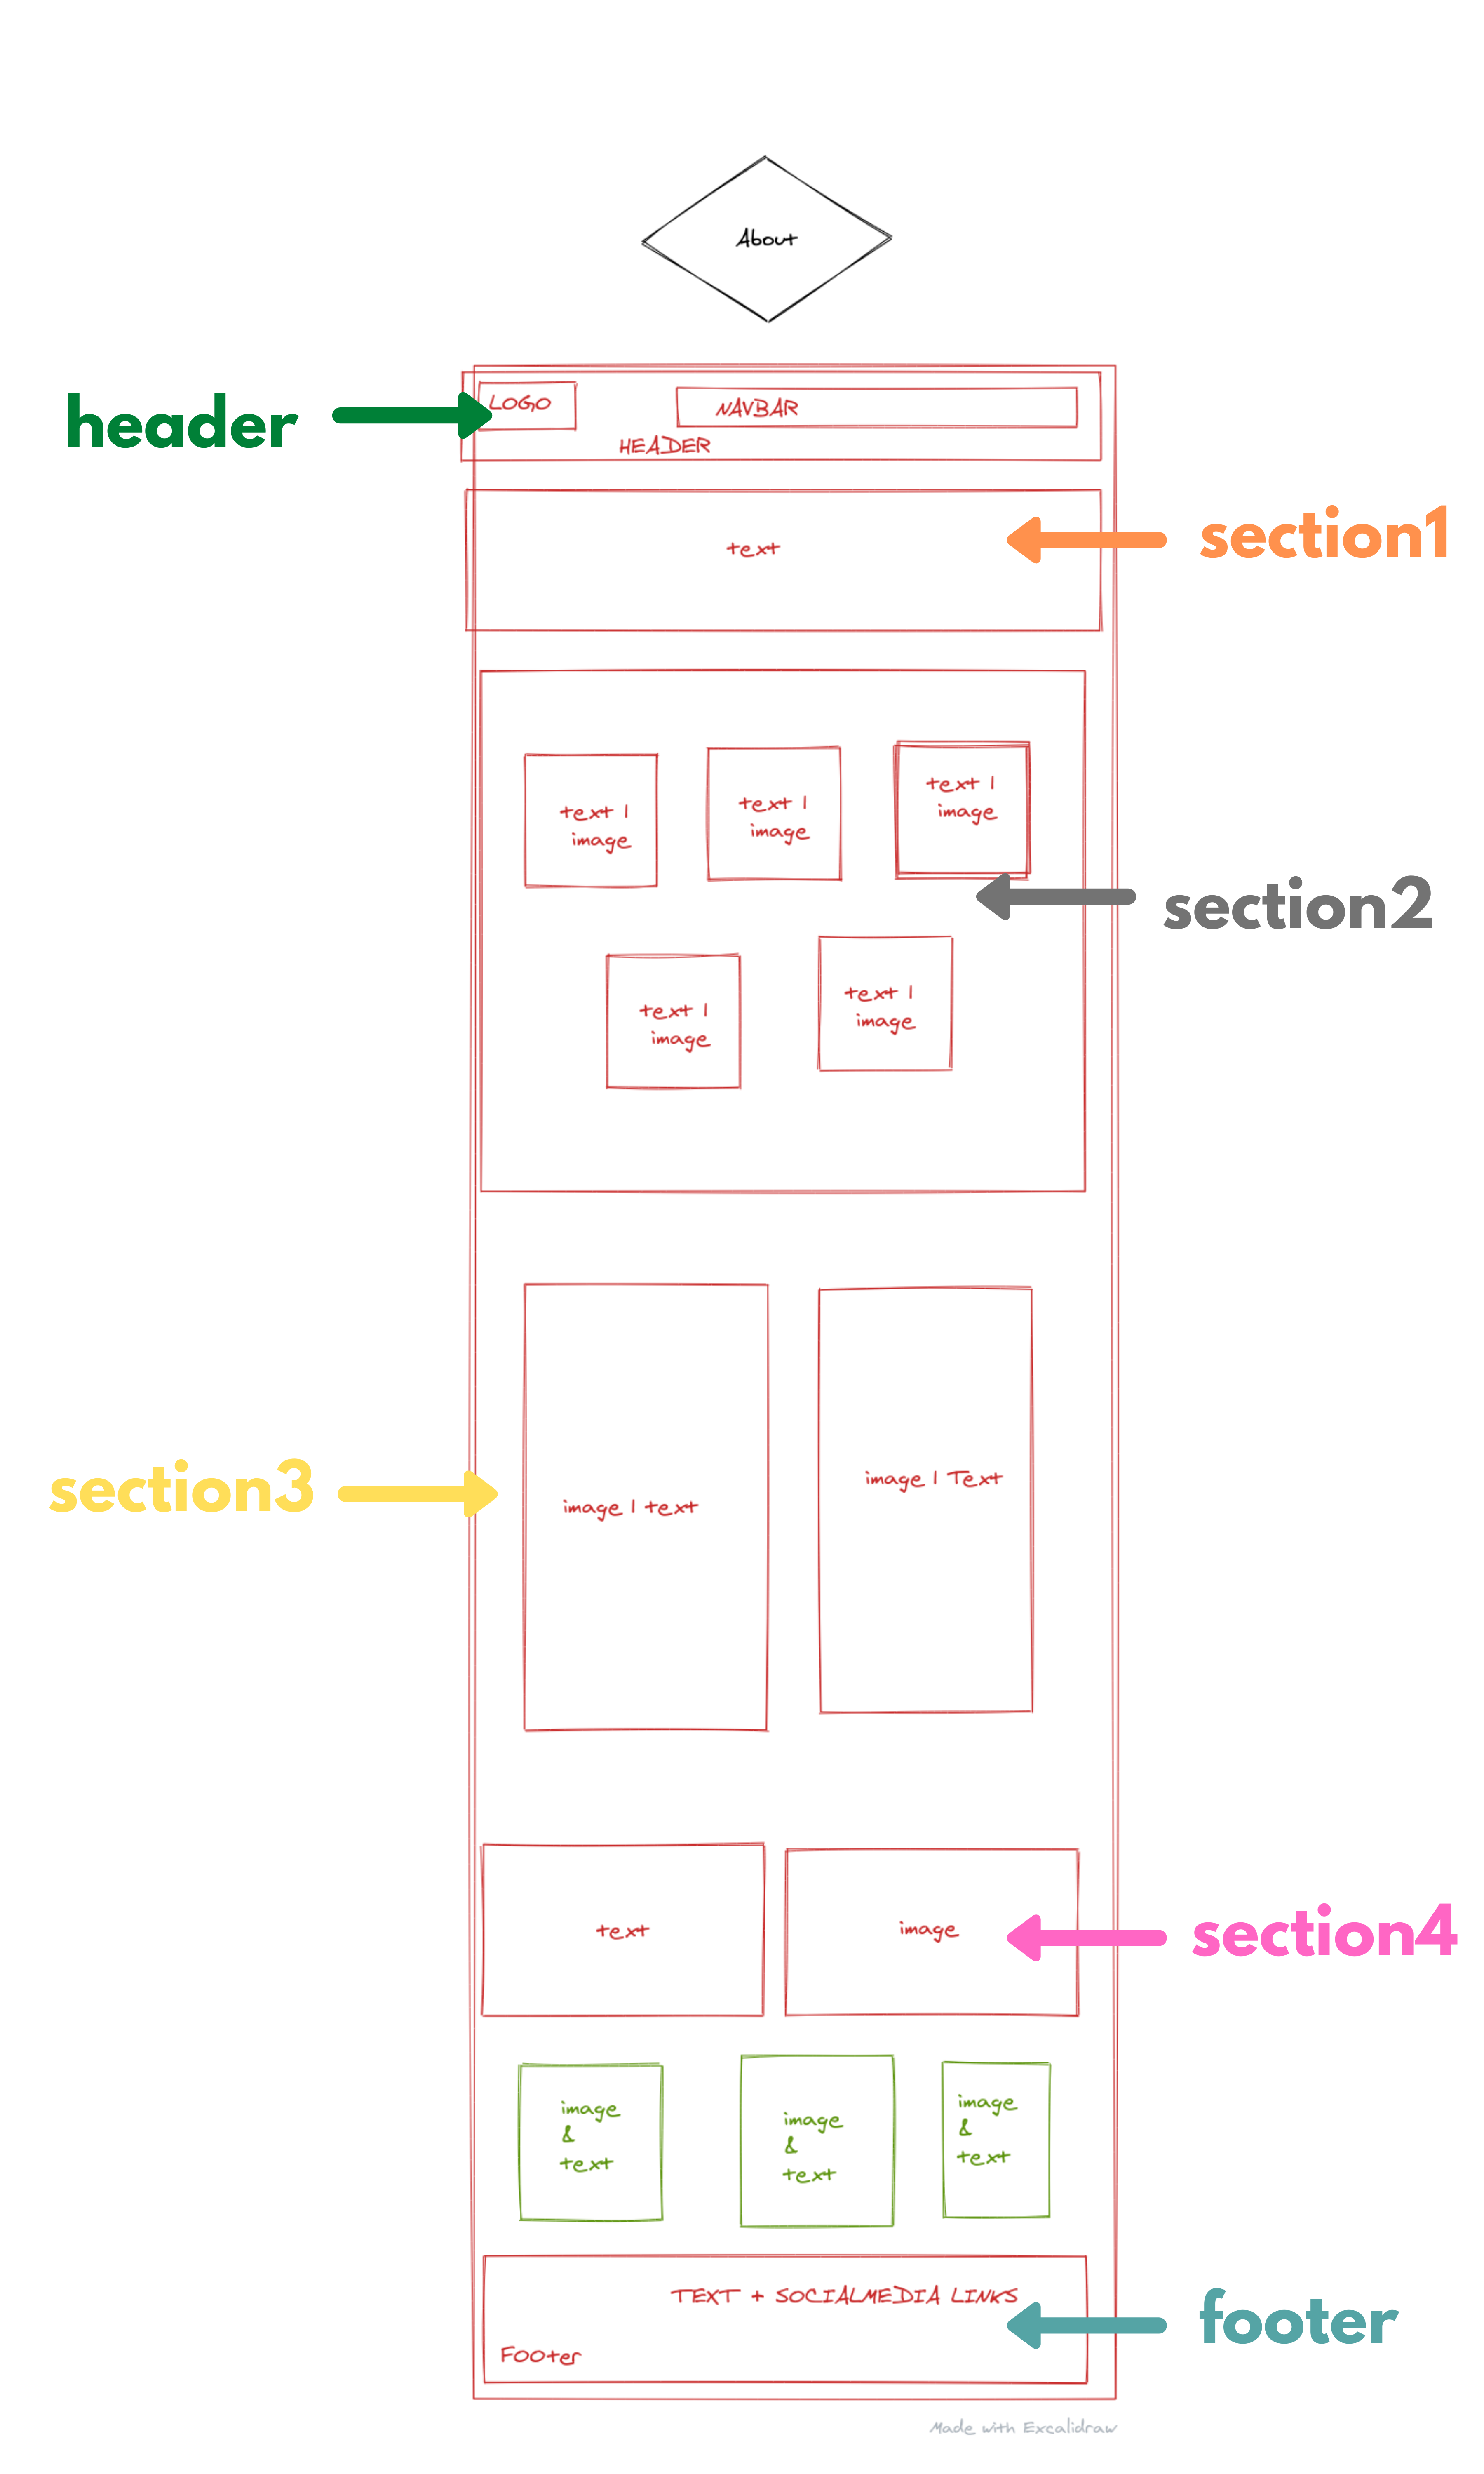 About
header
LOGO
NAVBAR
HEADER
text
section1
text |
image
text |
image
text |
image
section2
text |
image
text |
image
section3
image | text
image | Text
text
image
section4
image
&
text
image
&
text
image
&
text
TEXT + SOCIALMEDIA LINKS
Footer
footer
Made with Excalidraw